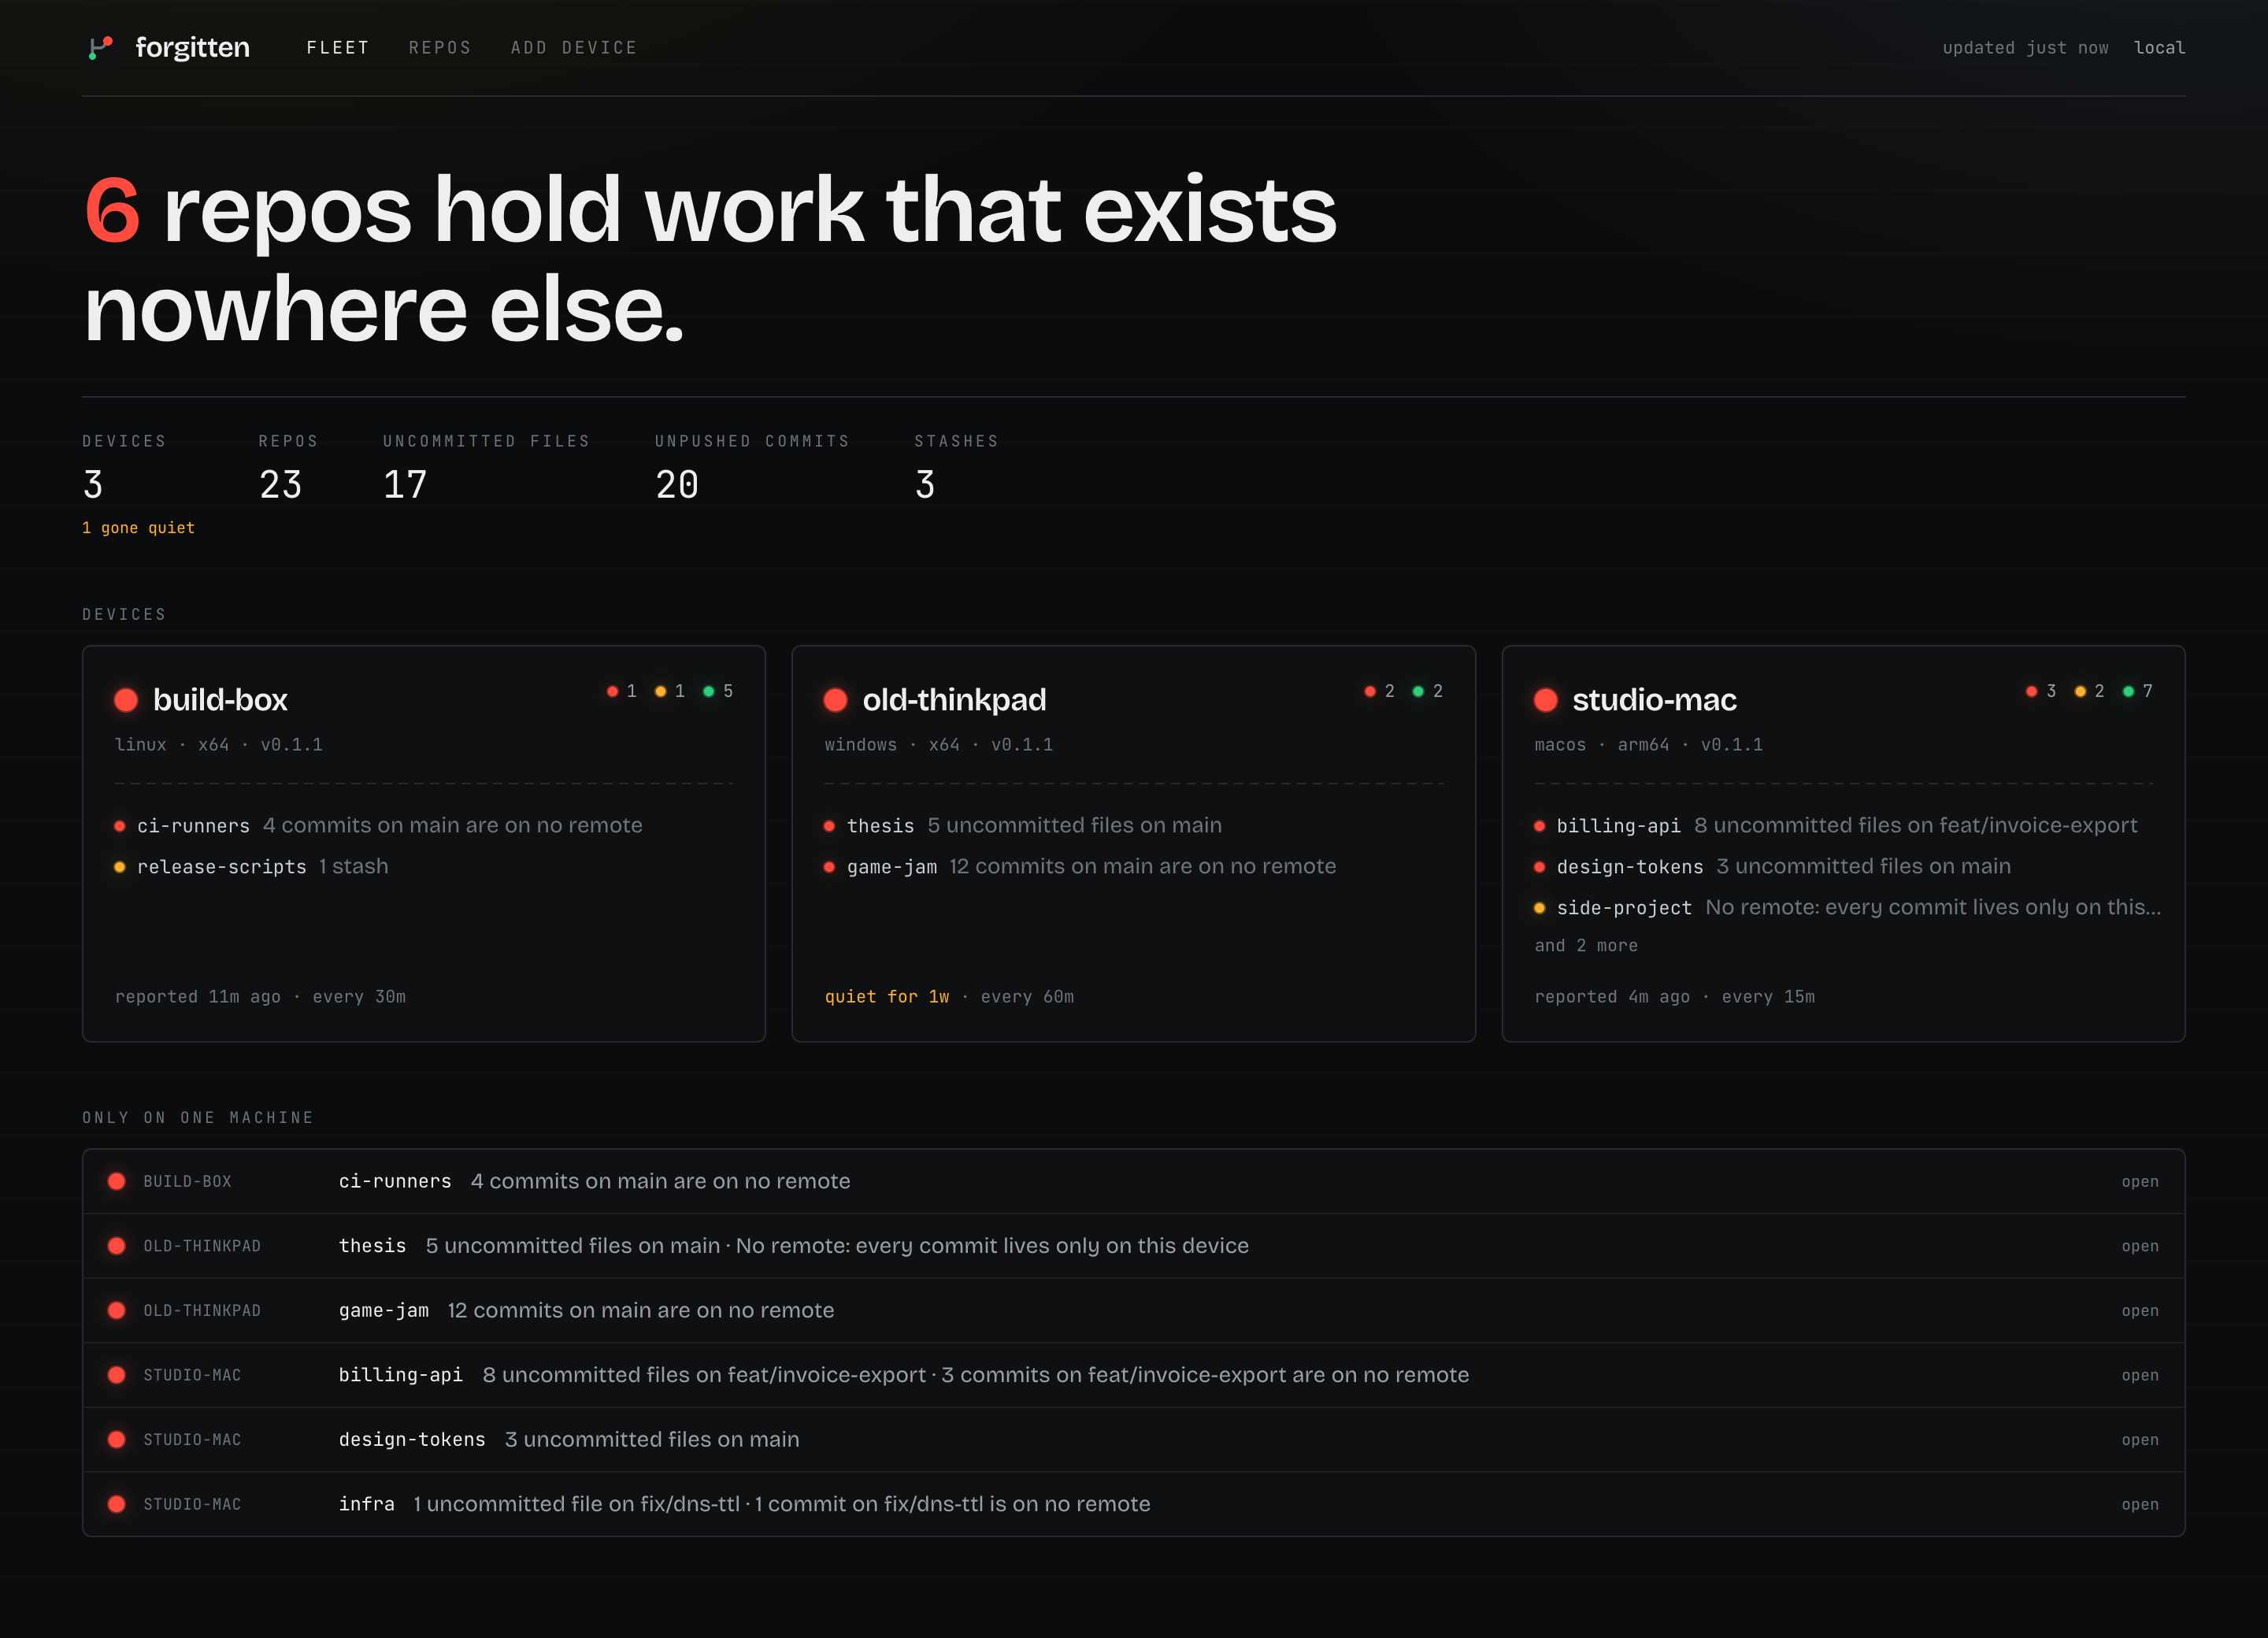 forgitten FLEET REPOS ADD DEVICE updated just now local
6 repos hold work that exists
nowhere else.
DEVICES REPOS UNCOMMITTED FILES UNPUSHED COMMITS STASHES
3 23 17 20 3
1 gone quiet
DEVICES
build-box 1 1 5
linux · x64 · v0.1.1
ci-runners 4 commits on main are on no remote
release-scripts 1 stash
reported 11m ago · every 30m
old-thinkpad 2 2
windows · x64 · v0.1.1
thesis 5 uncommitted files on main
game-jam 12 commits on main are on no remote
quiet for 1w · every 60m
studio-mac 3 2 7
macos · arm64 · v0.1.1
billing-api 8 uncommitted files on feat/invoice-export
design-tokens 3 uncommitted files on main
side-project No remote: every commit lives only on this...
and 2 more
reported 4m ago · every 15m
ONLY ON ONE MACHINE
BUILD-BOX ci-runners 4 commits on main are on no remote open
OLD-THINKPAD thesis 5 uncommitted files on main · No remote: every commit lives only on this device open
OLD-THINKPAD game-jam 12 commits on main are on no remote open
STUDIO-MAC billing-api 8 uncommitted files on feat/invoice-export · 3 commits on feat/invoice-export are on no remote open
STUDIO-MAC design-tokens 3 uncommitted files on main open
STUDIO-MAC infra 1 uncommitted file on fix/dns-ttl · 1 commit on fix/dns-ttl is on no remote open